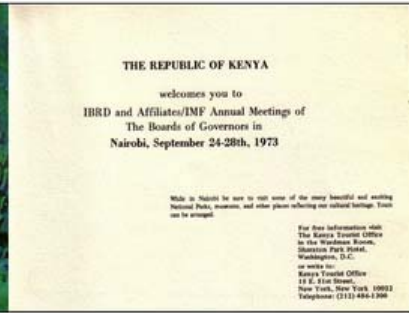 THE REPUBLIC OF KENYA
welcomes you to
IBRD and Affiliates/IMF Annual Meetings of
The Boards of Governors in
Nairobi, September 24-28th, 1973
While in Nairobi be sure to visit some of the many beautiful and exciting
National Parks, museums, and other places reflecting our cultural heritage. Tours
can be arranged.
For free information visit
The Kenya Tourist Office
in the Wardman Room,
Sheraton Park Hotel,
Washington, D.C.
or write to:
Kenya Tourist Office
15 E. 51st Street,
New York, New York 10022
Telephone: (212) 486-1300